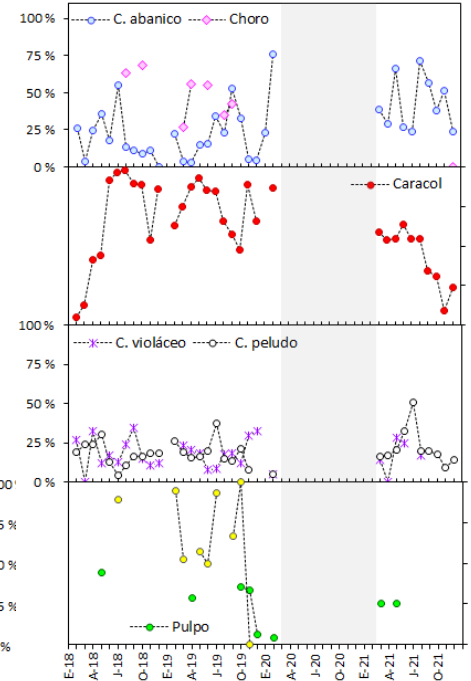 100 %
C. abanico
Choro
75 %
50 %
25 %
0 %
Caracol
100 %
C. violáceo
C. peludo
75 %
50 %
25 %
0 %
Pulpo
E-18
A-18
J-18
O-18
E-19
A-19
J-19
O-19
E-20
A-20
J-20
O-20
E-21
A-21
J-21
O-21